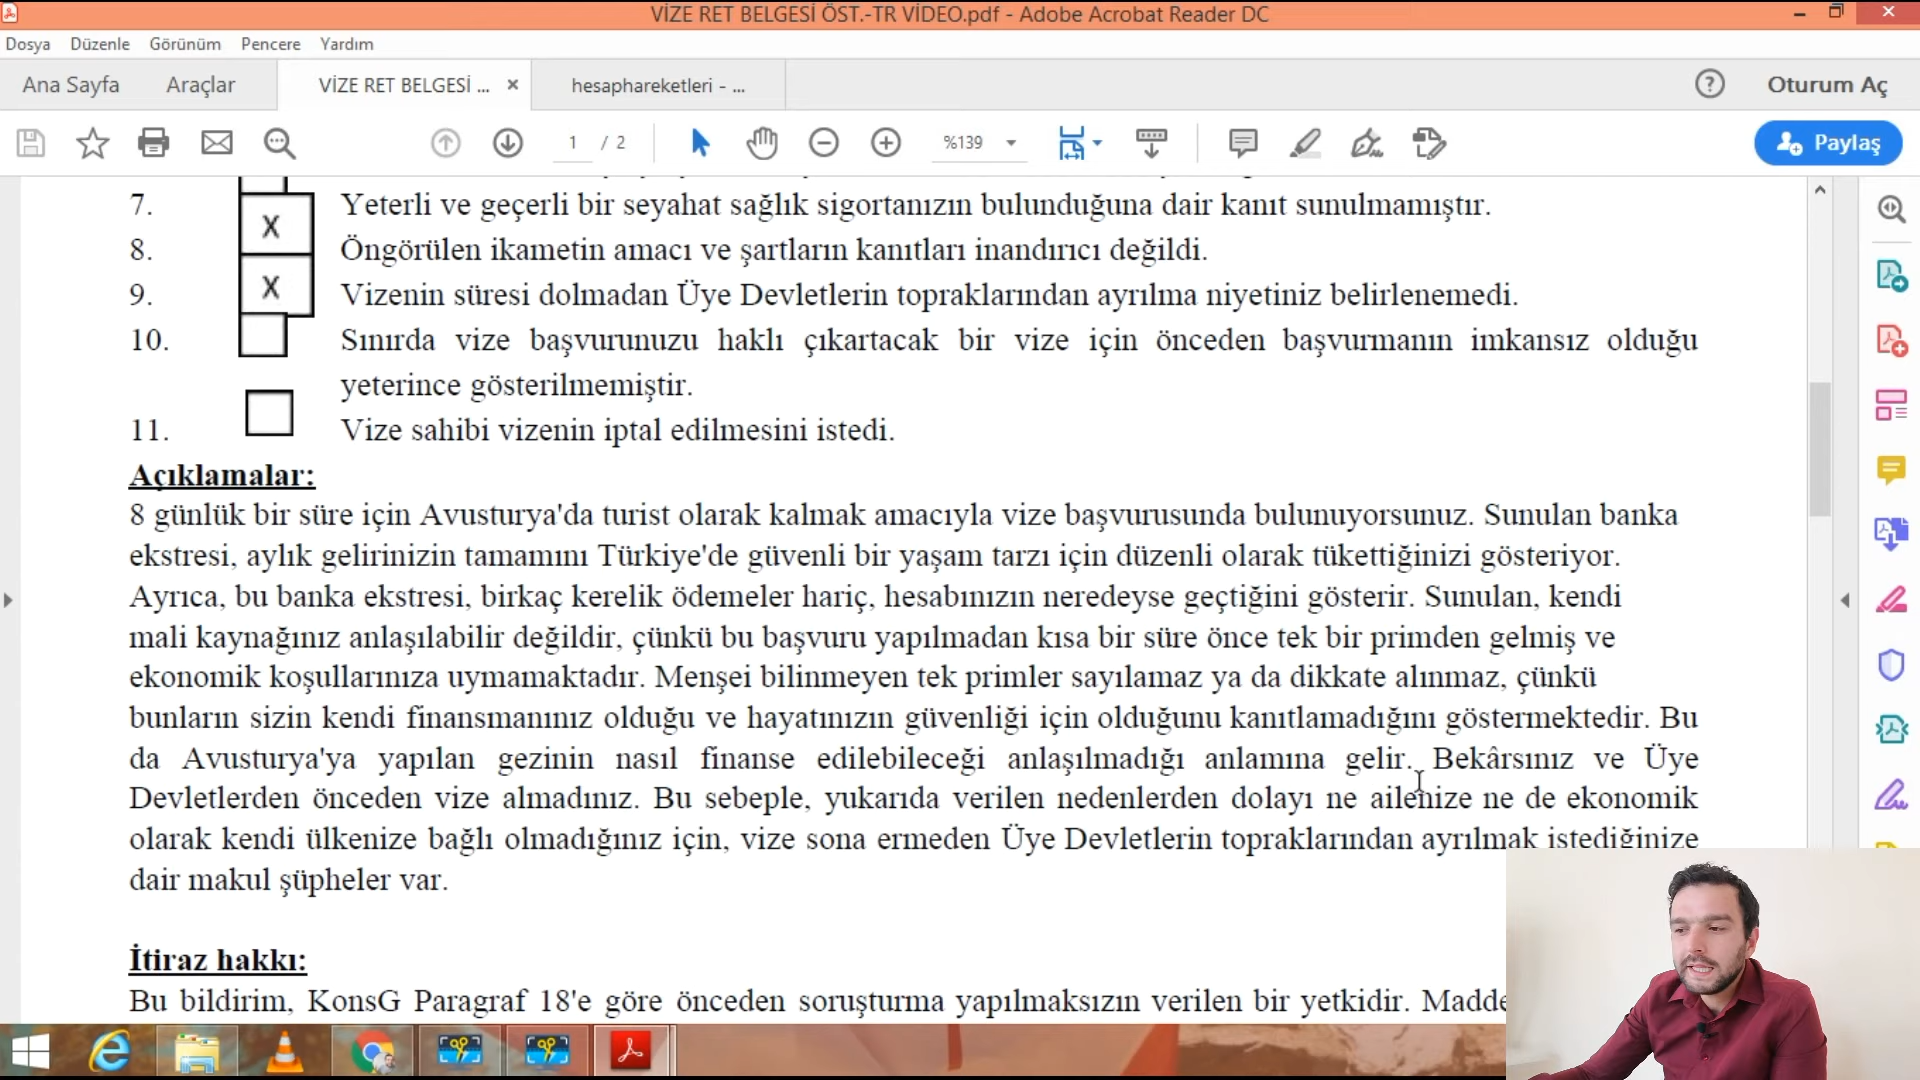 VİZE RET BELGESİ ÖST.-TR VİDEO.pdf - Adobe Acrobat Reader DC
Dosya Düzenle Görünüm Pencere Yardım
Ana Sayfa Araçlar VİZE RET BELGESİ ... hesaphareketleri - ... Oturum Aç
1 / 2 %139 Paylaş
7. Yeterli ve geçerli bir seyahat sağlık sigortanızın bulunduğuna dair kanıt sunulmamıştır.
X
8. Öngörülen ikametin amacı ve şartların kanıtları inandırıcı değildi.
X
9. Vizenin süresi dolmadan Üye Devletlerin topraklarından ayrılma niyetiniz belirlenemedi.
10. Sınırda vize başvurunuzu haklı çıkartacak bir vize için önceden başvurmanın imkansız olduğu
yeterince gösterilmemiştir.
11. Vize sahibi vizenin iptal edilmesini istedi.
Açıklamalar:
8 günlük bir süre için Avusturya'da turist olarak kalmak amacıyla vize başvurusunda bulunuyorsunuz. Sunulan banka
ekstresi, aylık gelirinizin tamamını Türkiye'de güvenli bir yaşam tarzı için düzenli olarak tükettiğinizi gösteriyor.
Ayrıca, bu banka ekstresi, birkaç kerelik ödemeler hariç, hesabınızın neredeyse geçtiğini gösterir. Sunulan, kendi
mali kaynağınız anlaşılabilir değildir, çünkü bu başvuru yapılmadan kısa bir süre önce tek bir primden gelmiş ve
ekonomik koşullarınıza uymamaktadır. Menşei bilinmeyen tek primler sayılamaz ya da dikkate alınmaz, çünkü
bunların sizin kendi finansmanınız olduğu ve hayatınızın güvenliği için olduğunu kanıtlamadığını göstermektedir. Bu
da Avusturya'ya yapılan gezinin nasıl finanse edilebileceği anlaşılmadığı anlamına gelir. Bekârsınız ve Üye
Devletlerden önceden vize almadınız. Bu sebeple, yukarıda verilen nedenlerden dolayı ne ailenize ne de ekonomik
olarak kendi ülkenize bağlı olmadığınız için, vize sona ermeden Üye Devletlerin topraklarından ayrılmak istediğinize
dair makul şüpheler var.
İtiraz hakkı:
Bu bildirim, KonsG Paragraf 18'e göre önceden soruşturma yapılmaksızın verilen bir yetkidir. Madde